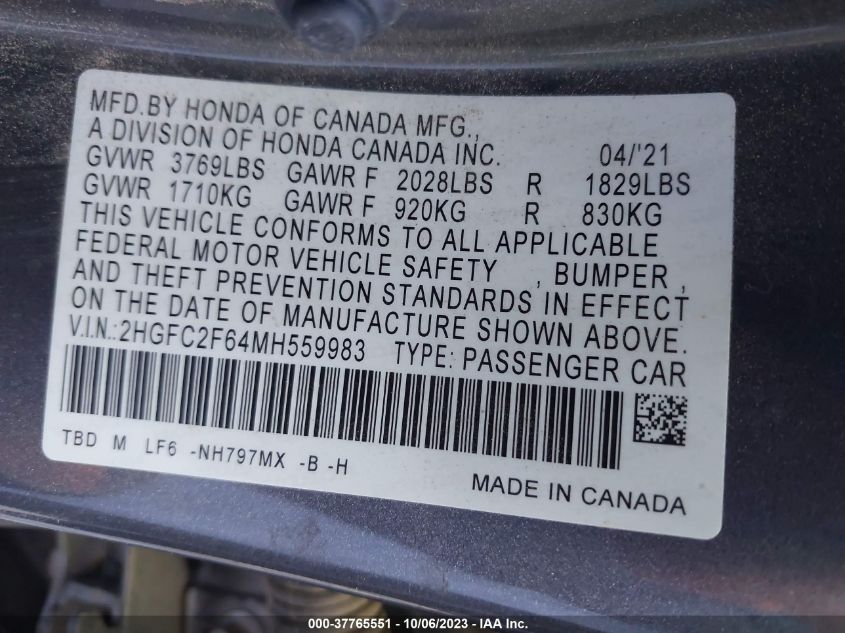 MFD.BY HONDA OF CANADA MFG.,
A DIVISION OF HONDA CANADA INC. 04/'21
GVWR 3769LBS GAWR F 2028LBS R 1829LBS
GVWR 1710KG GAWR F 920KG R 830KG
THIS VEHICLE CONFORMS TO ALL APPLICABLE
FEDERAL MOTOR VEHICLE SAFETY , BUMPER ,
AND THEFT PREVENTION STANDARDS IN EFFECT
ON THE DATE OF MANUFACTURE SHOWN ABOVE.
V.I.N.:2HGFC2F64MH559983 TYPE: PASSENGER CAR
TBD M LF6 -NH797MX -B -H
MADE IN CANADA
000-37765551 - 10/06/2023 - IAA Inc.